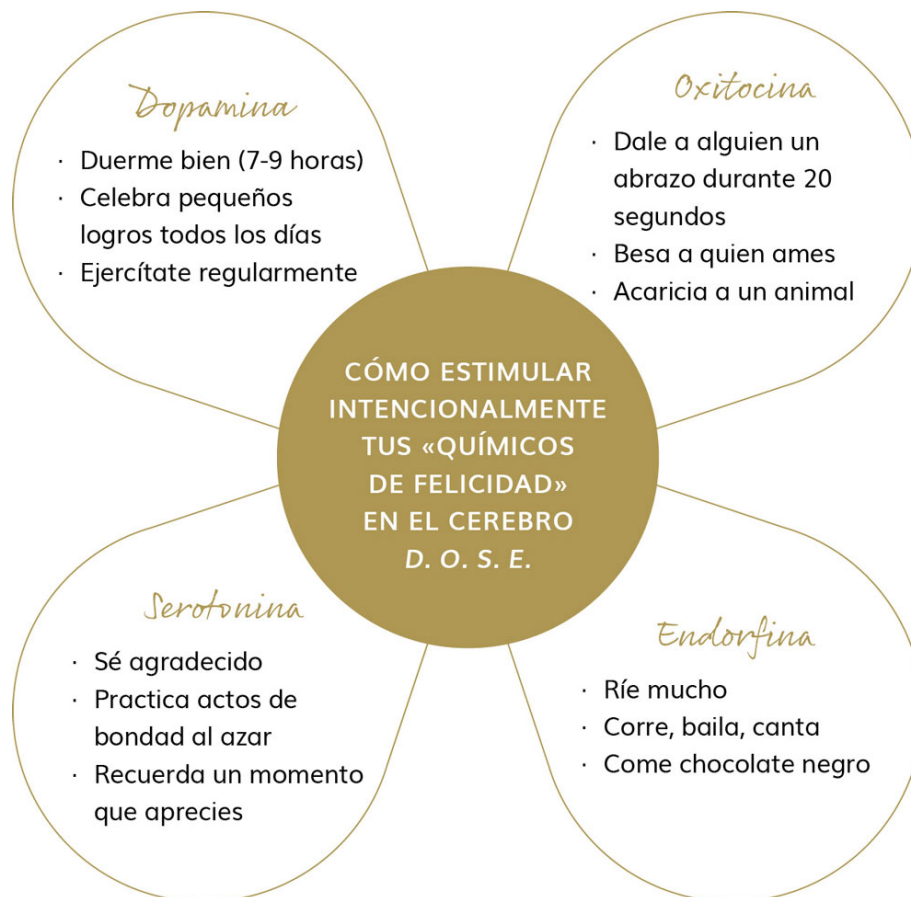 Dopamina
· Duerme bien (7-9 horas)
· Celebra pequeños
logros todos los días
· Ejercítate regularmente
Oxitocina
· Dale a alguien un
abrazo durante 20
segundos
· Besa a quien ames
· Acaricia a un animal
CÓMO ESTIMULAR
INTENCIONALMENTE
TUS «QUÍMICOS
DE FELICIDAD»
EN EL CEREBRO
D. O. S. E.
Serotonina
· Sé agradecido
· Practica actos de
bondad al azar
· Recuerda un momento
que aprecies
Endorfina
· Ríe mucho
· Corre, baila, canta
· Come chocolate negro